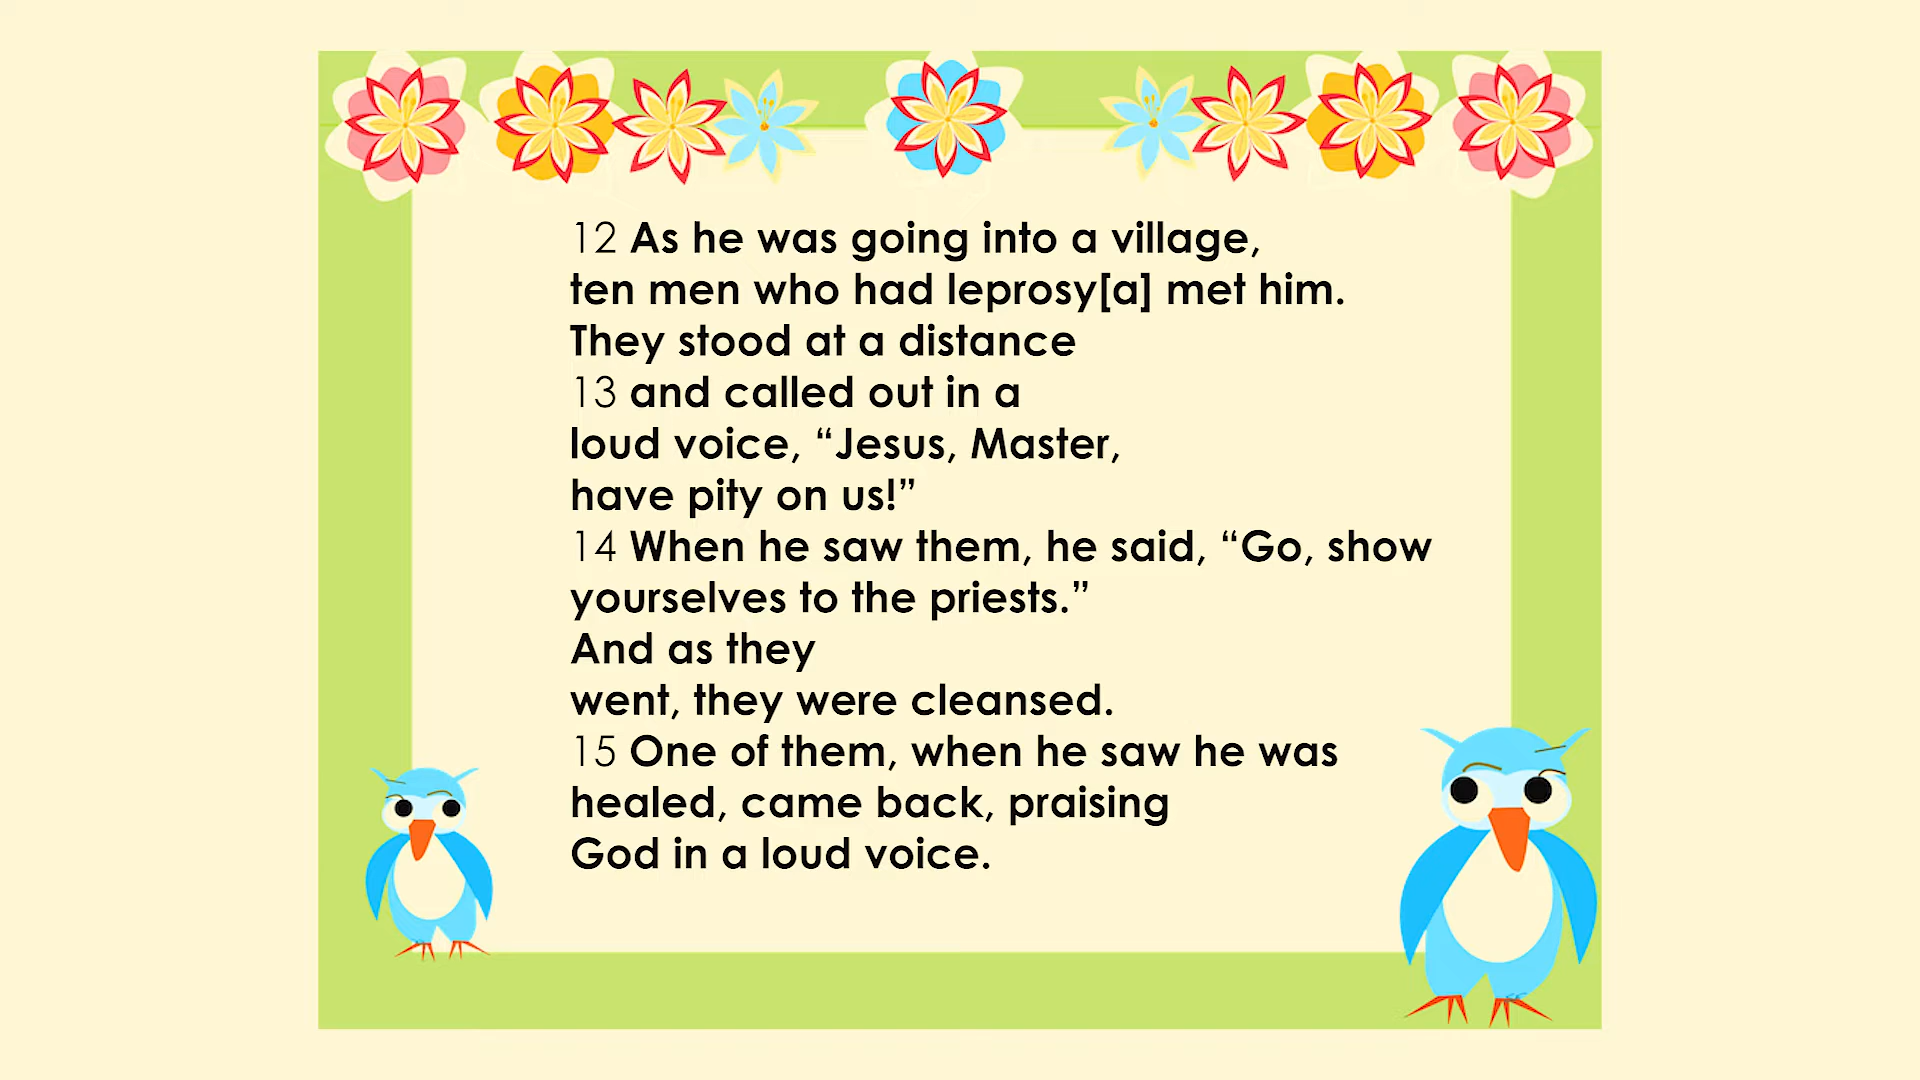 12 As he was going into a village,
ten men who had leprosy[a] met him.
They stood at a distance
13 and called out in a
loud voice, “Jesus, Master,
have pity on us!”
14 When he saw them, he said, “Go, show
yourselves to the priests.”
And as they
went, they were cleansed.
15 One of them, when he saw he was
healed, came back, praising
God in a loud voice.